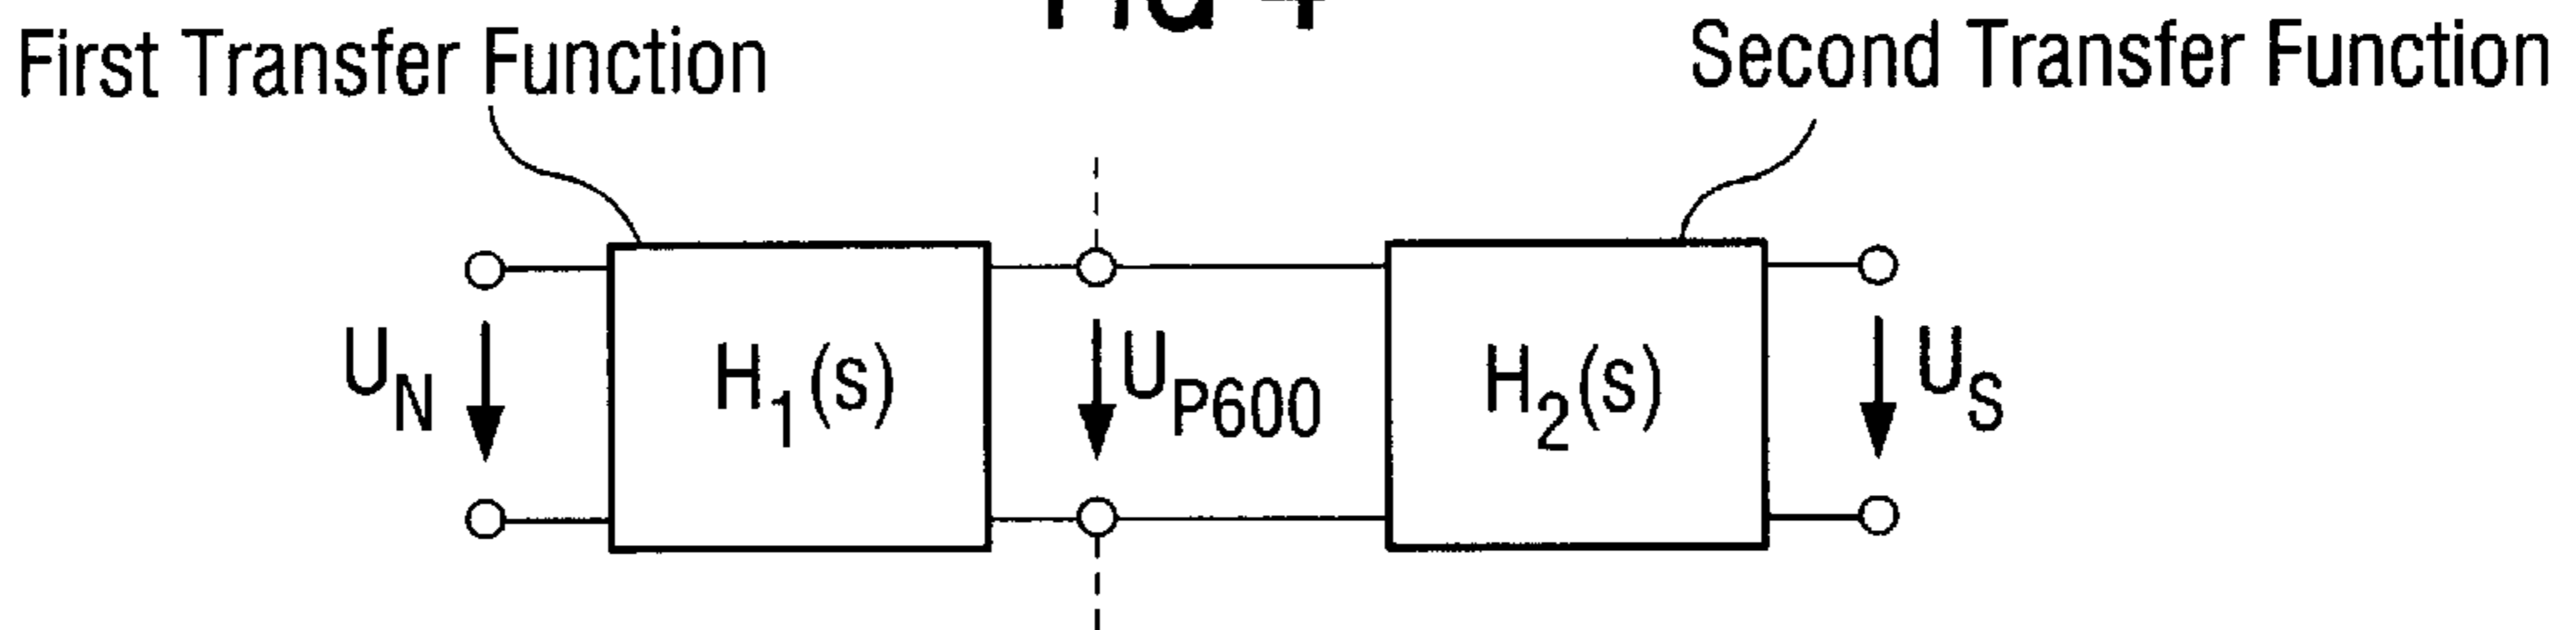 First Transfer Function
Second Transfer Function
U_N
H_1(s)
U_P600
H_2(s)
U_S